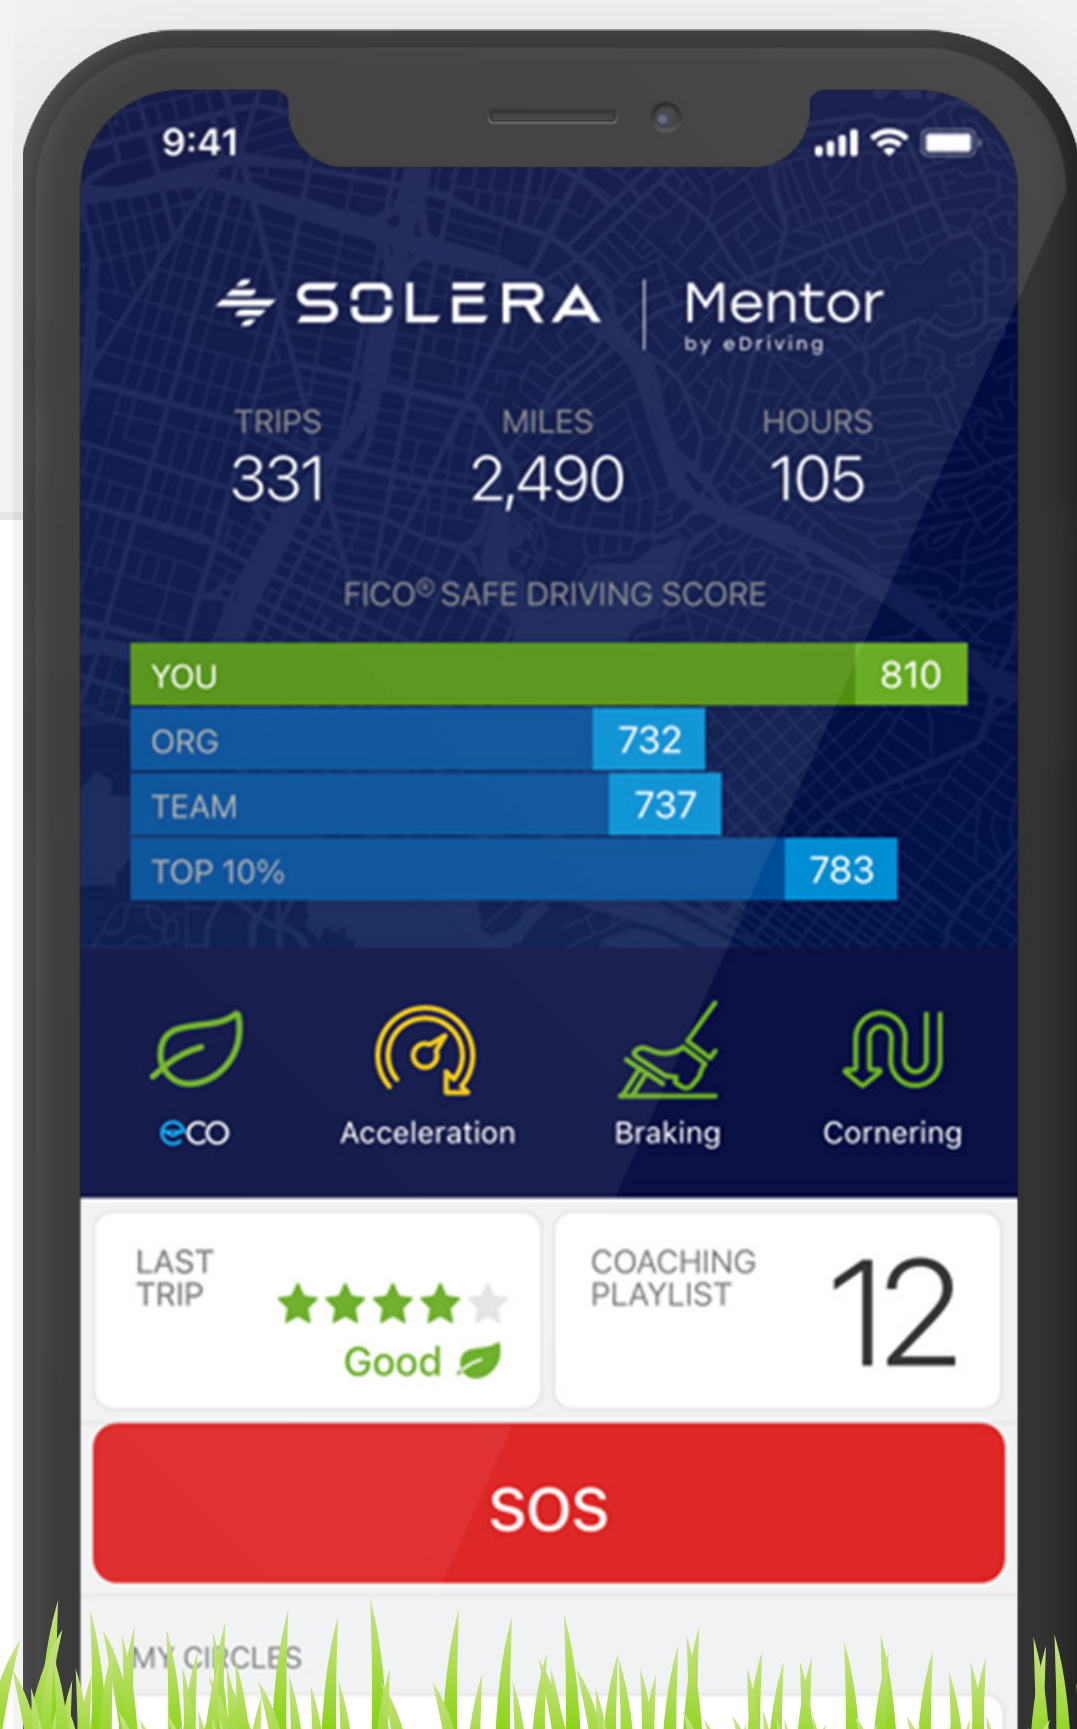 9:41
SOLERA | Mentor
by eDriving
TRIPS MILES HOURS
331 2,490 105
FICO® SAFE DRIVING SCORE
YOU 810
ORG 732
TEAM 737
TOP 10% 783
eco Acceleration Braking Cornering
LAST TRIP
Good
COACHING PLAYLIST
12
SOS
MY CIRCLES